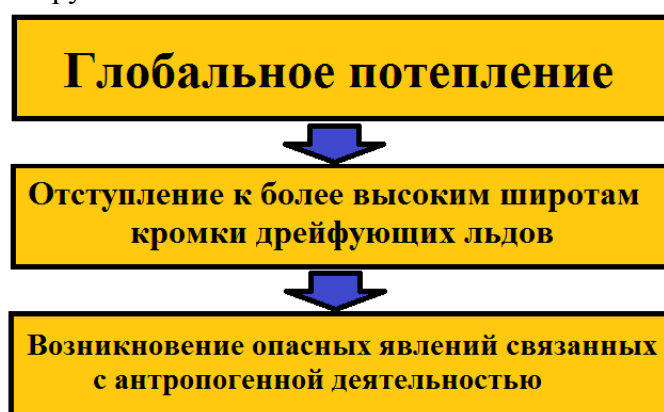 Глобальное потепление
Отступление к более высоким широтам
кромки дрейфующих льдов
Возникновение опасных явлений связанных
с антропогенной деятельностью